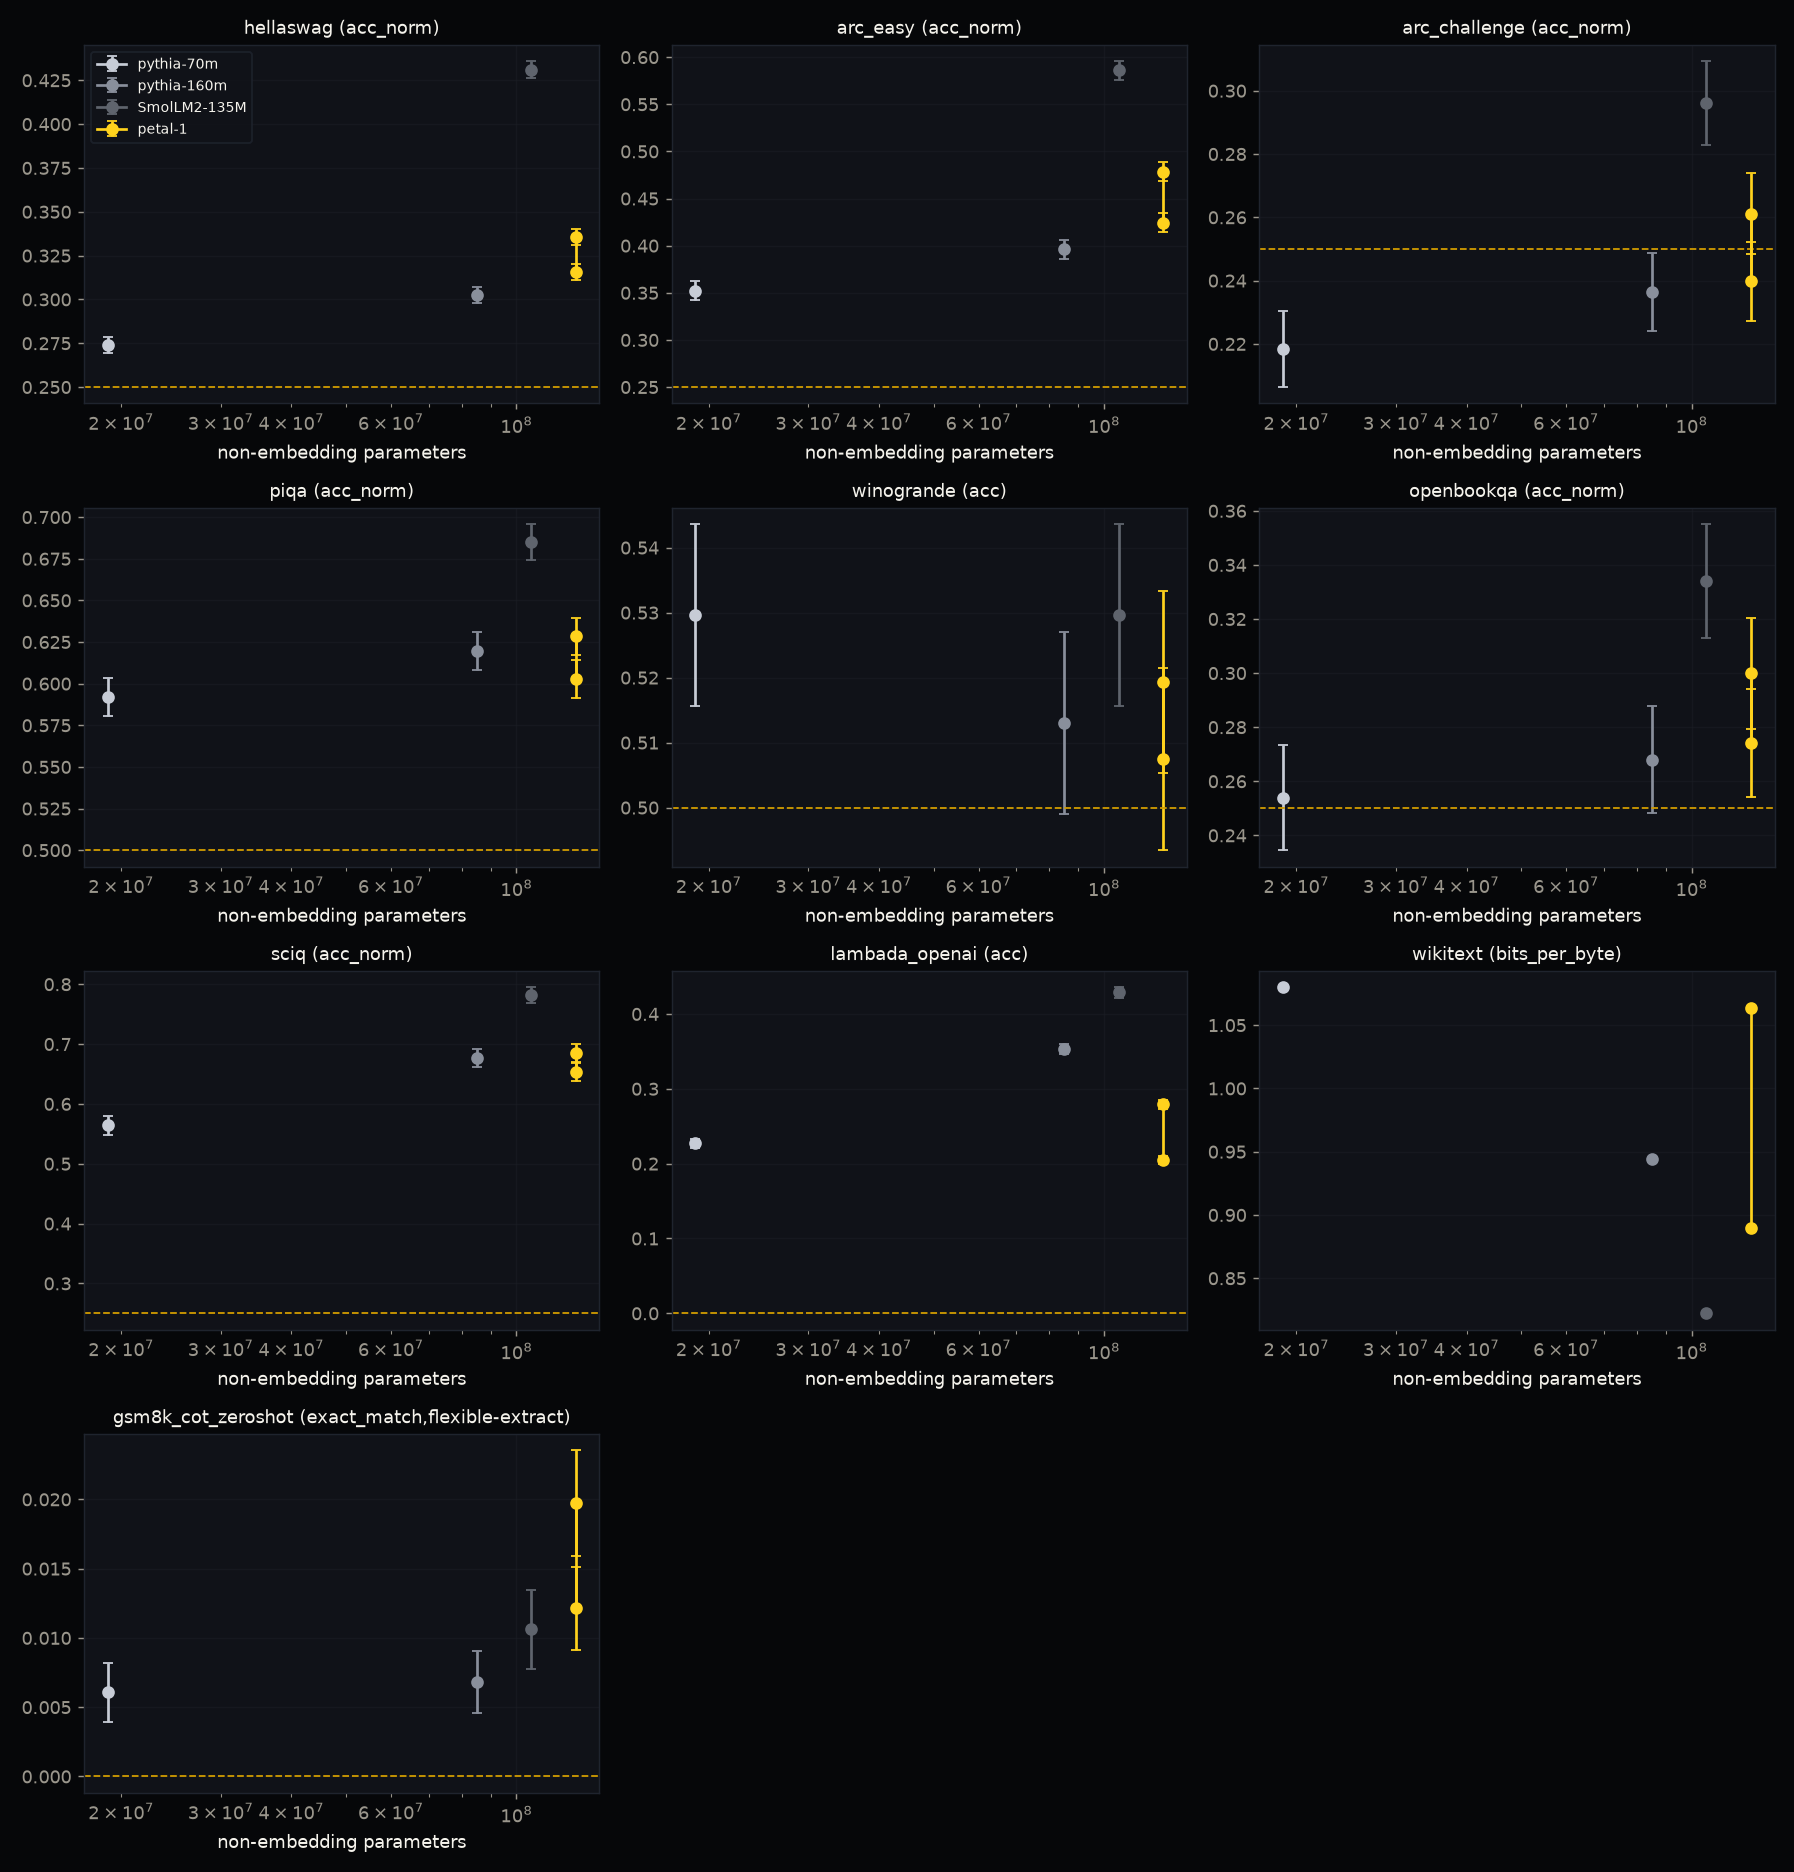 hellaswag (acc_norm)
pythia-70m
pythia-160m
SmolLM2-135M
petal-1
0.425
0.400
0.375
0.350
0.325
0.300
0.275
0.250
2 × 10⁷ 3 × 10⁷ 4 × 10⁷ 6 × 10⁷ 10⁸
non-embedding parameters
arc_easy (acc_norm)
0.60
0.55
0.50
0.45
0.40
0.35
0.30
0.25
2 × 10⁷ 3 × 10⁷ 4 × 10⁷ 6 × 10⁷ 10⁸
non-embedding parameters
arc_challenge (acc_norm)
0.30
0.28
0.26
0.24
0.22
2 × 10⁷ 3 × 10⁷ 4 × 10⁷ 6 × 10⁷ 10⁸
non-embedding parameters
piqa (acc_norm)
0.700
0.675
0.650
0.625
0.600
0.575
0.550
0.525
0.500
2 × 10⁷ 3 × 10⁷ 4 × 10⁷ 6 × 10⁷ 10⁸
non-embedding parameters
winogrande (acc)
0.54
0.53
0.52
0.51
0.50
2 × 10⁷ 3 × 10⁷ 4 × 10⁷ 6 × 10⁷ 10⁸
non-embedding parameters
openbookqa (acc_norm)
0.36
0.34
0.32
0.30
0.28
0.26
0.24
2 × 10⁷ 3 × 10⁷ 4 × 10⁷ 6 × 10⁷ 10⁸
non-embedding parameters
sciq (acc_norm)
0.8
0.7
0.6
0.5
0.4
0.3
2 × 10⁷ 3 × 10⁷ 4 × 10⁷ 6 × 10⁷ 10⁸
non-embedding parameters
lambada_openai (acc)
0.4
0.3
0.2
0.1
0.0
2 × 10⁷ 3 × 10⁷ 4 × 10⁷ 6 × 10⁷ 10⁸
non-embedding parameters
wikitext (bits_per_byte)
1.05
1.00
0.95
0.90
0.85
2 × 10⁷ 3 × 10⁷ 4 × 10⁷ 6 × 10⁷ 10⁸
non-embedding parameters
gsm8k_cot_zeroshot (exact_match,flexible-extract)
0.020
0.015
0.010
0.005
0.000
2 × 10⁷ 3 × 10⁷ 4 × 10⁷ 6 × 10⁷ 10⁸
non-embedding parameters